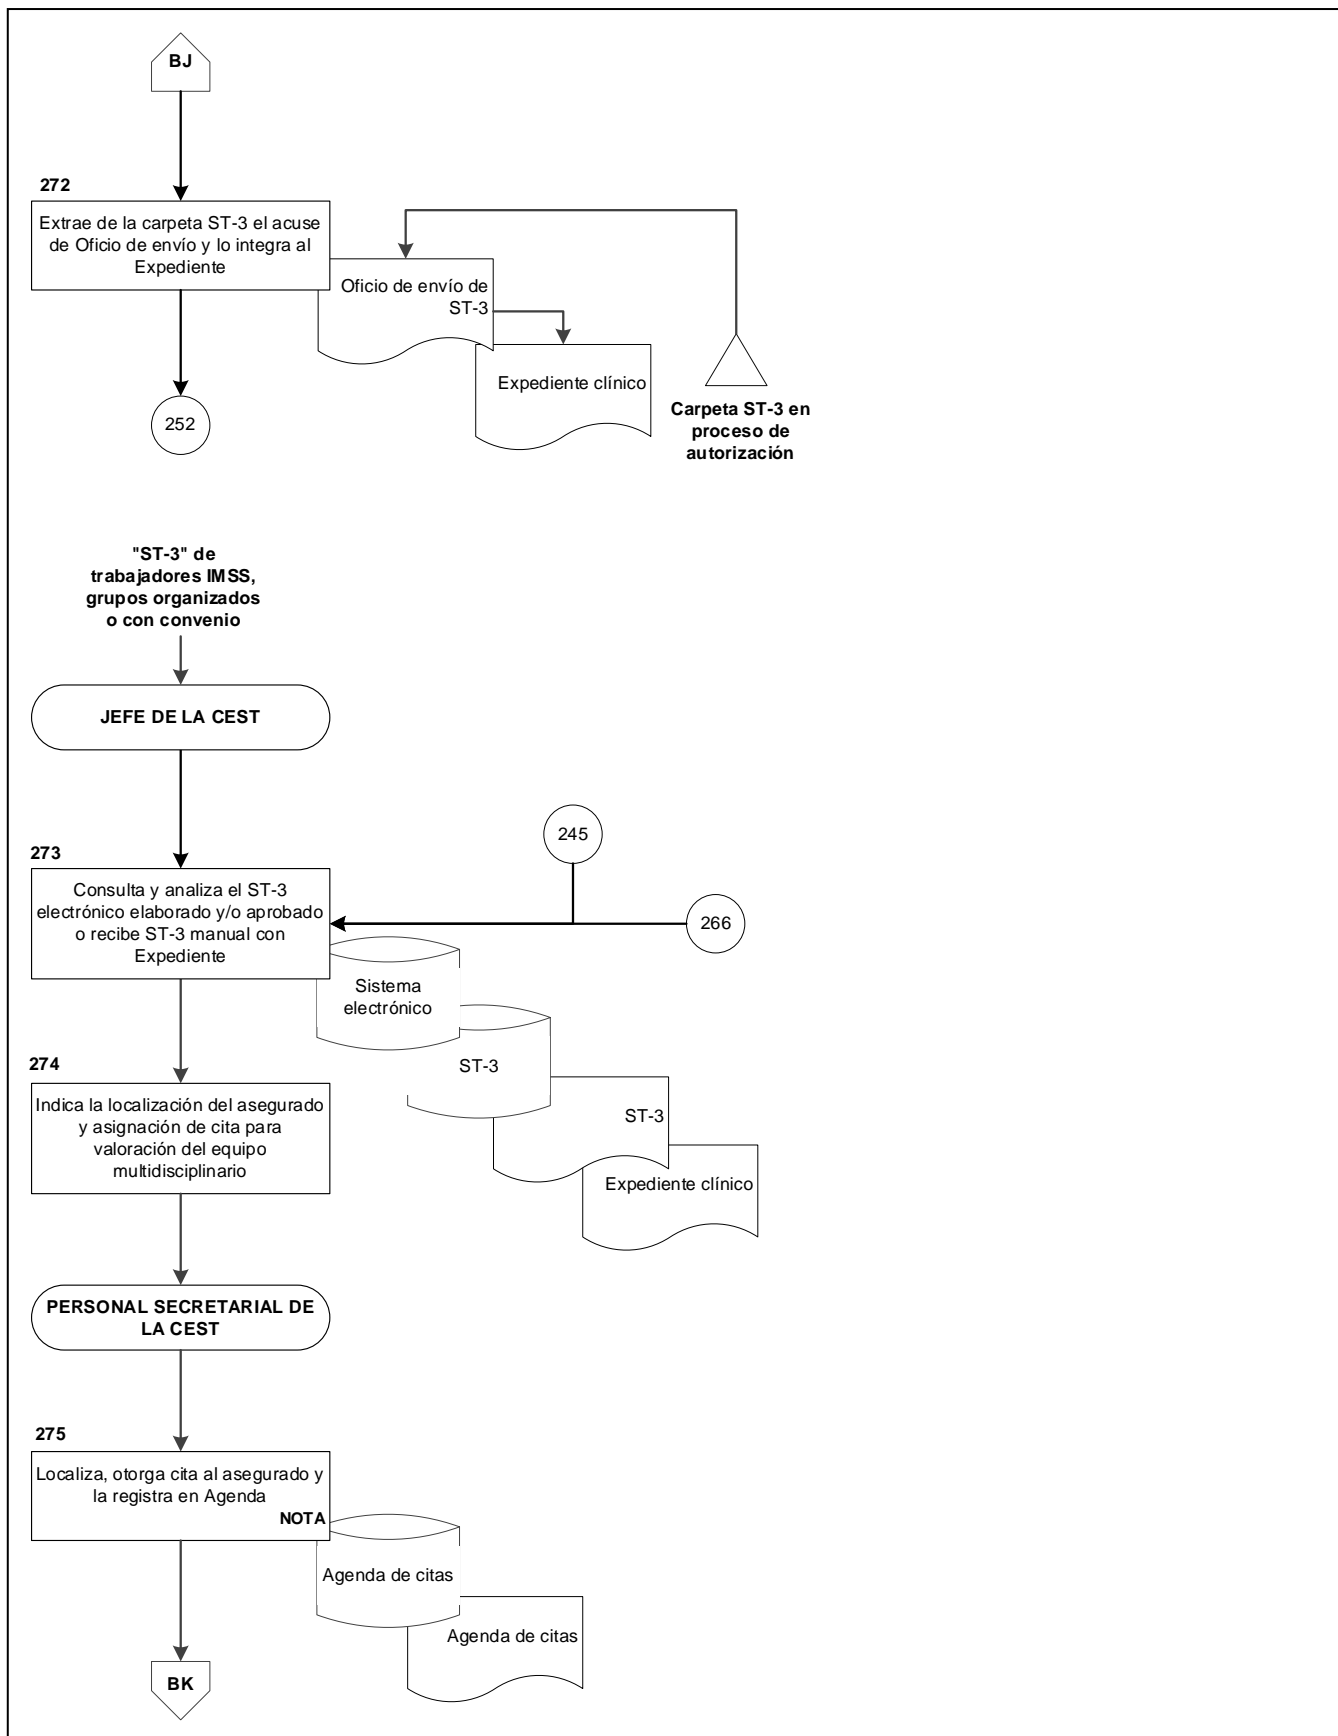 BJ
272
Extrae de la carpeta ST-3 el acuse
de Oficio de envío y lo integra al
Expediente
Oficio de envío de
ST-3
Expediente clínico
Carpeta ST-3 en
proceso de
autorización
252
"ST-3" de
trabajadores IMSS,
grupos organizados
o con convenio
JEFE DE LA CEST
245
273
Consulta y analiza el ST-3
electrónico elaborado y/o aprobado
o recibe ST-3 manual con
Expediente
266
Sistema
electrónico
ST-3
ST-3
Expediente clínico
274
Indica la localización del asegurado
y asignación de cita para
valoración del equipo
multidisciplinario
PERSONAL SECRETARIAL DE
LA CEST
275
Localiza, otorga cita al asegurado y
la registra en Agenda
NOTA
Agenda de citas
Agenda de citas
BK